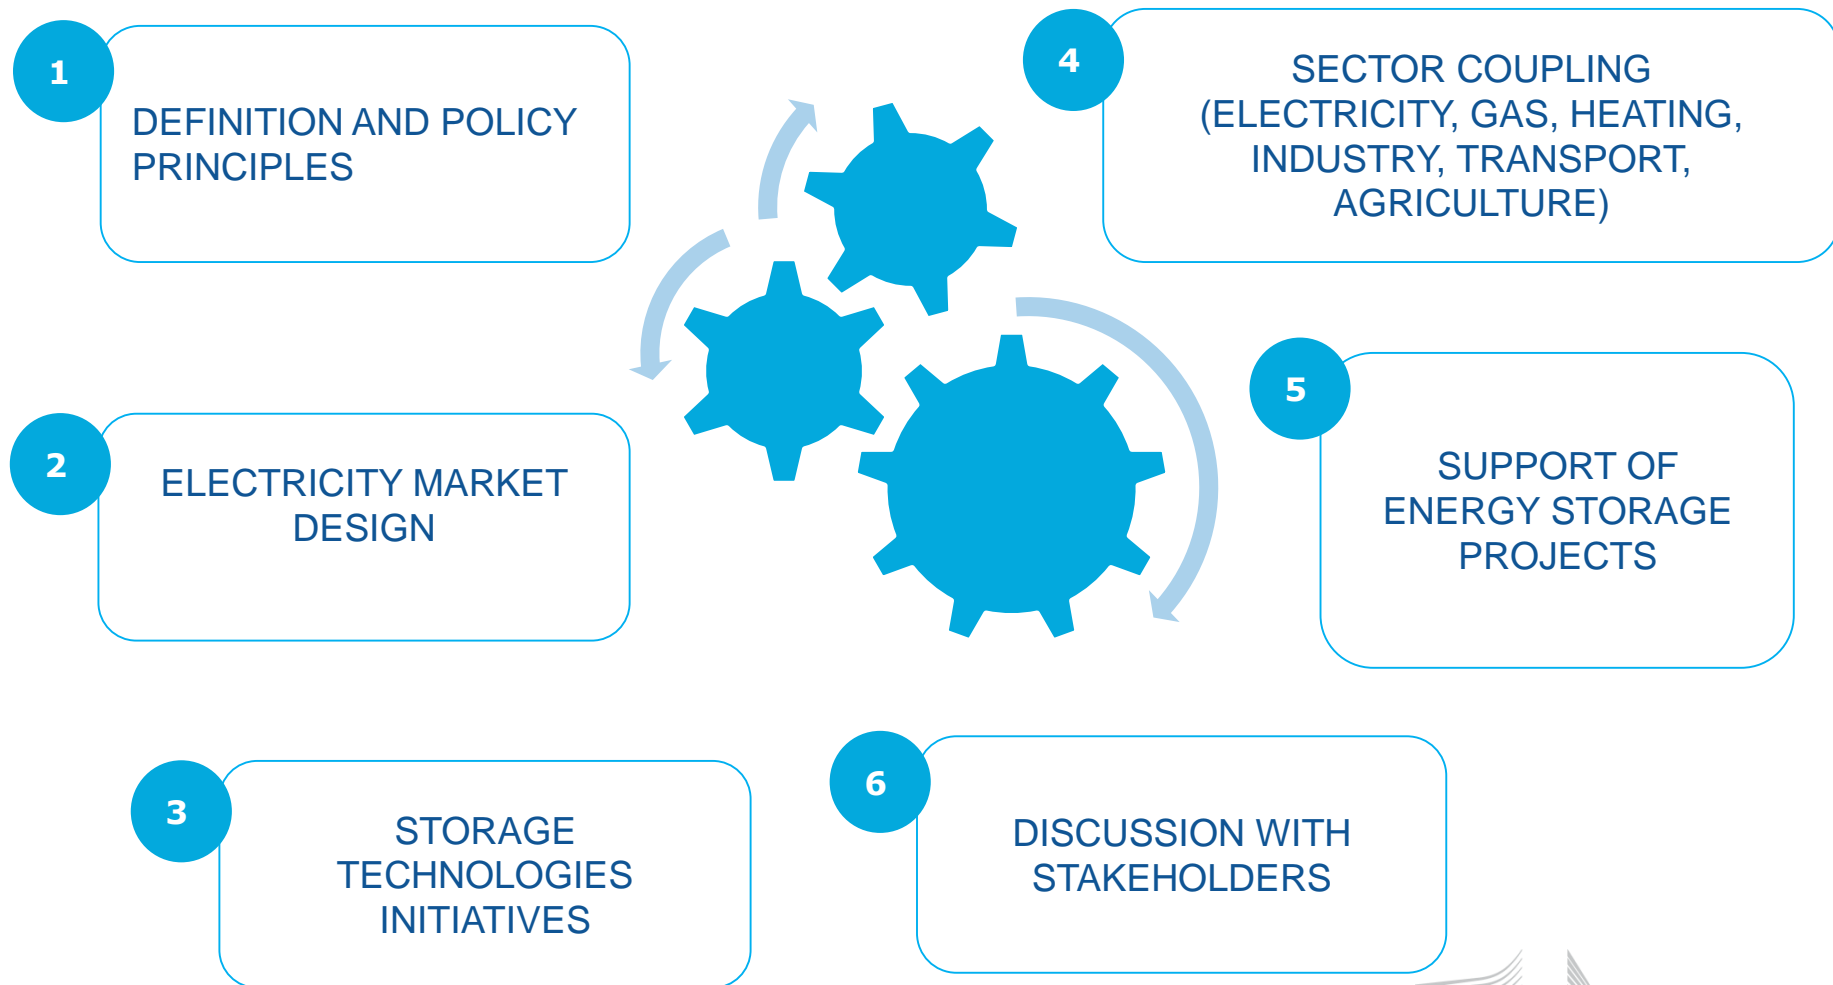 1
DEFINITION AND POLICY
PRINCIPLES
2
ELECTRICITY MARKET
DESIGN
3
STORAGE
TECHNOLOGIES
INITIATIVES
4
SECTOR COUPLING
(ELECTRICITY, GAS, HEATING,
INDUSTRY, TRANSPORT,
AGRICULTURE)
5
SUPPORT OF
ENERGY STORAGE
PROJECTS
6
DISCUSSION WITH
STAKEHOLDERS